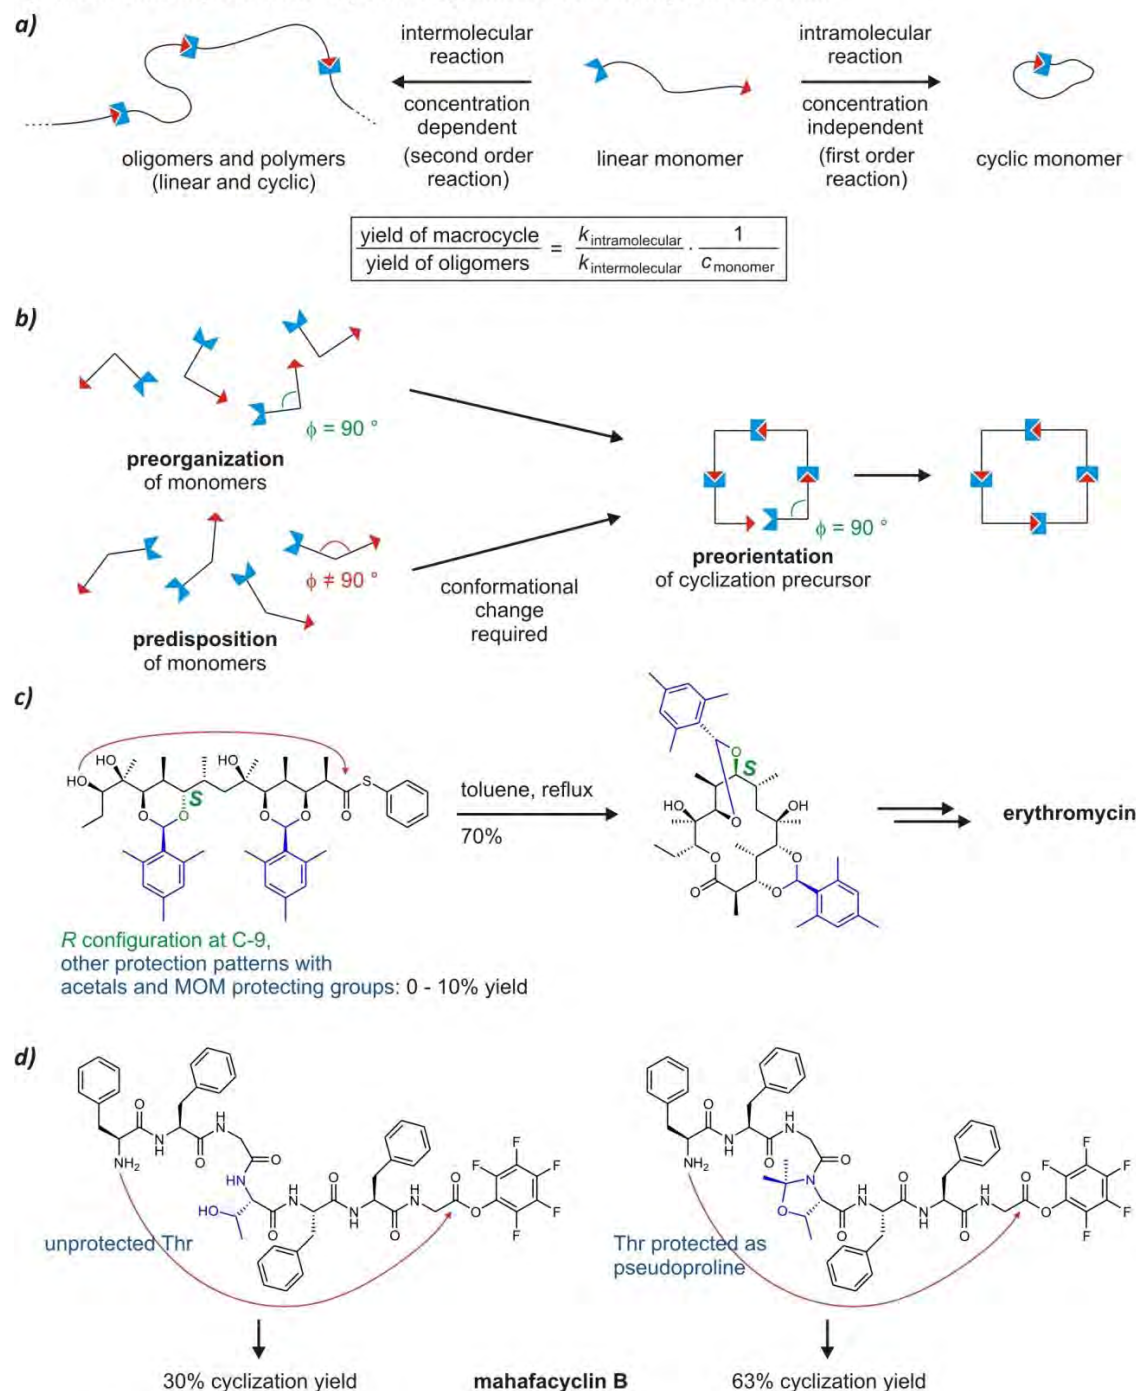 a)
intermolecular
reaction
concentration
dependent
(second order
reaction)
oligomers and polymers
(linear and cyclic)
linear monomer
intramolecular
reaction
concentration
independent
(first order
reaction)
cyclic monomer
yield of macrocycle
yield of oligomers
=
k intramolecular
k intermolecular
·
1
c monomer
b)
ϕ = 90 °
preorganization
of monomers
ϕ ≠ 90 °
predisposition
of monomers
conformational
change
required
ϕ = 90 °
preorientation
of cyclization precursor
c)
HO
HO
HO
S
O
O
O
O
O
S
toluene, reflux
70%
O
S
O
HO
OH
O
O
O
O
erythromycin
R configuration at C-9,
other protection patterns with
acetals and MOM protecting groups: 0 - 10% yield
d)
O
H
N
NH2
N
H
O
O
HN
HO
O
H
N
O
N
H
O
H
N
O
O
F
F
F
F
F
unprotected Thr
30% cyclization yield
O
H
N
NH2
N
H
O
O
N
O
O
H
N
O
N
H
O
H
N
O
O
F
F
F
F
F
Thr protected as
pseudoproline
mahafacyclin B
63% cyclization yield